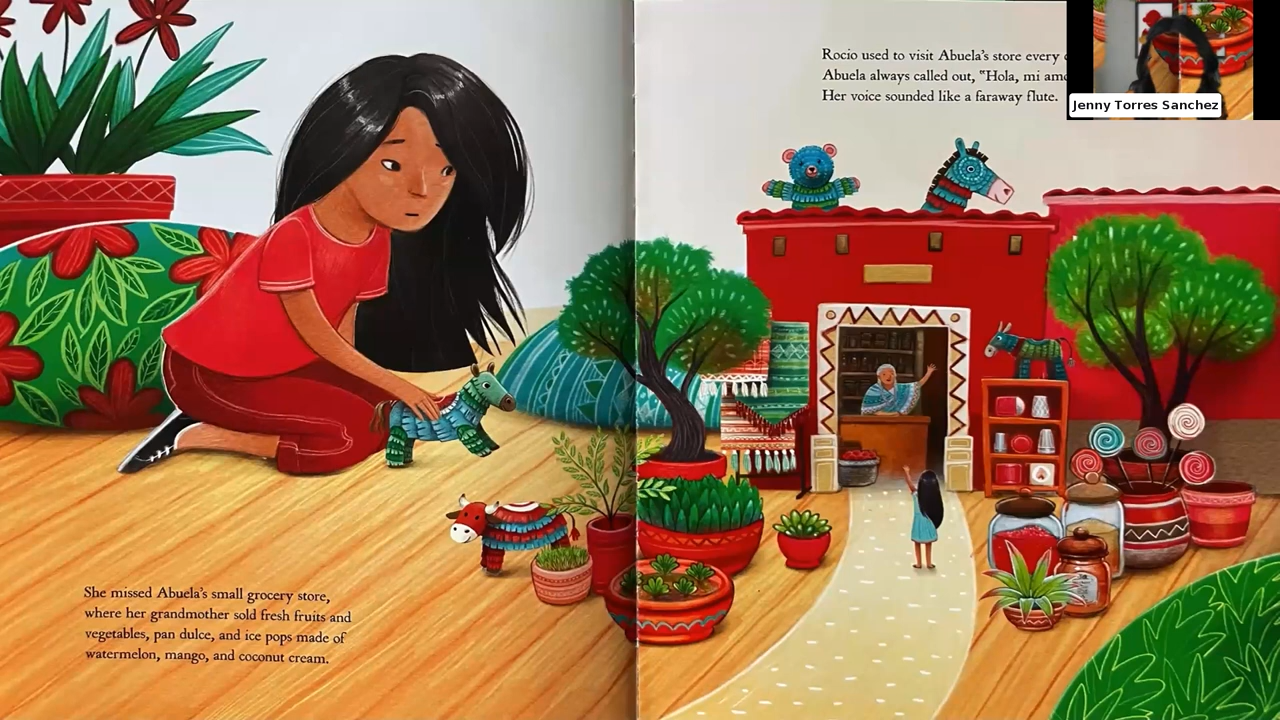 She missed Abuela's small grocery store,
where her grandmother sold fresh fruits and
vegetables, pan dulce, and ice pops made of
watermelon, mango, and coconut cream.
Rocio used to visit Abuela's store every
Abuela always called out, "Hola, mi
Her voice sounded like a faraway flute.
Jenny Torres Sanchez